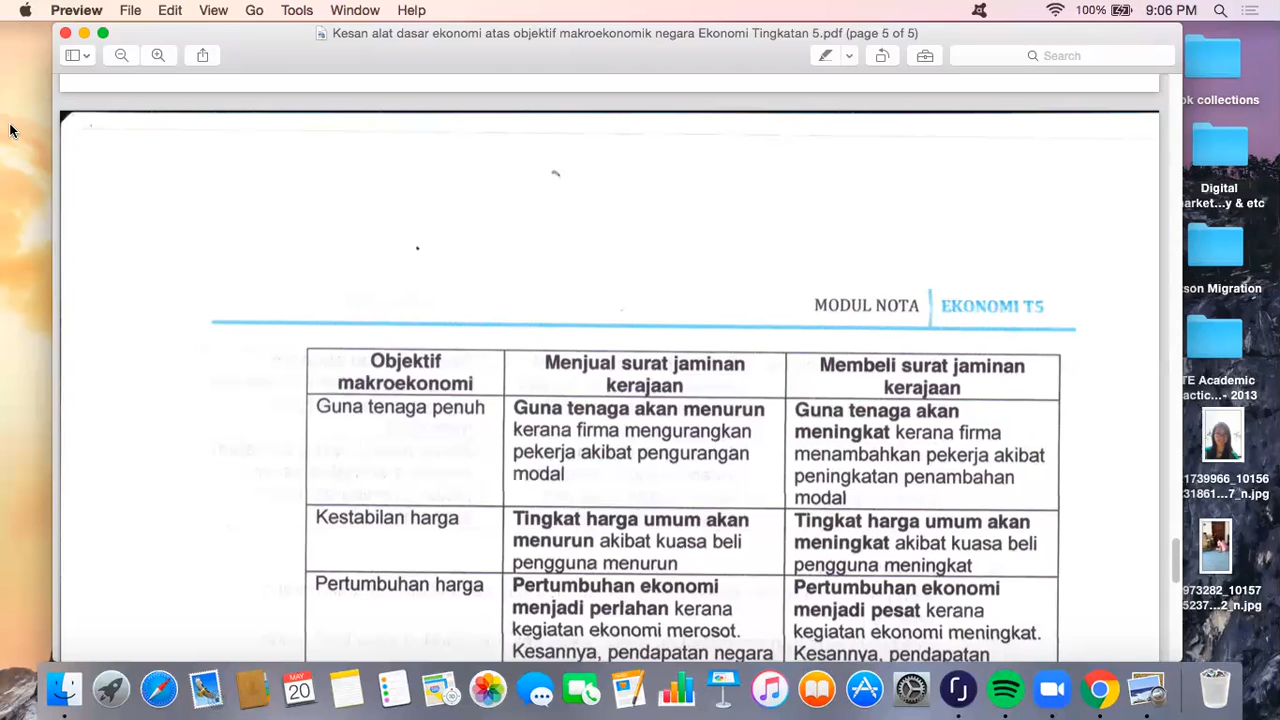 Preview File Edit View Go Tools Window Help
100% 9:06 PM
Kesan alat dasar ekonomi atas objektif makroekonomik negara Ekonomi Tingkatan 5.pdf (page 5 of 5)
Search
ok collections
Digital
arket...y & etc
son Migration
TE Academic
actic...- 2013
1739966_10156
31861...7_n.jpg
973282_10157
5237...2_n.jpg
MODUL NOTA EKONOMI T5
Objektif
makroekonomi
Menjual surat jaminan
kerajaan
Membeli surat jaminan
kerajaan
Guna tenaga penuh
Guna tenaga akan menurun
kerana firma mengurangkan
pekerja akibat pengurangan
modal
Guna tenaga akan
meningkat kerana firma
menambahkan pekerja akibat
peningkatan penambahan
modal
Kestabilan harga
Tingkat harga umum akan
menurun akibat kuasa beli
pengguna menurun
Tingkat harga umum akan
meningkat akibat kuasa beli
pengguna meningkat
Pertumbuhan harga
Pertumbuhan ekonomi
menjadi perlahan kerana
kegiatan ekonomi merosot.
Kesannya, pendapatan negara
Pertumbuhan ekonomi
menjadi pesat kerana
kegiatan ekonomi meningkat.
Kesannya, pendapatan
MAY
20